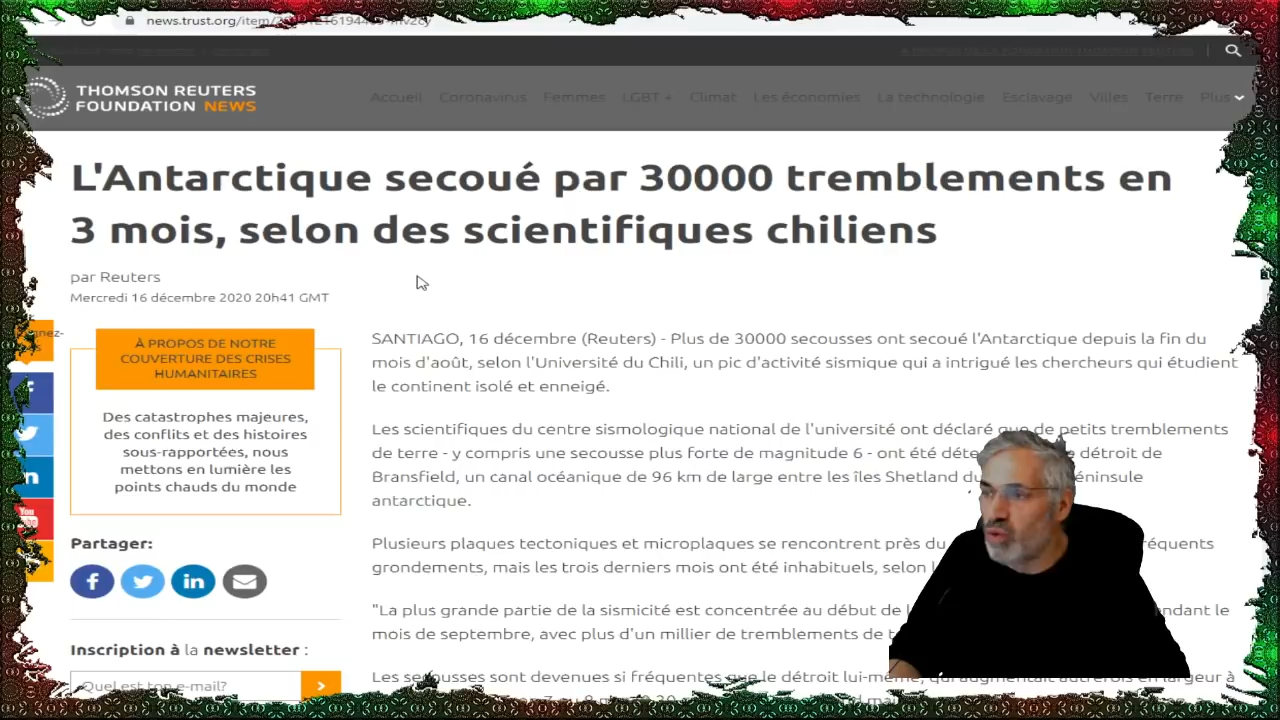 news.trust.org/item/
THOMSON REUTERS
FOUNDATION NEWS
Accueil Coronavirus Femmes LGBT + Climat Les économies La technologie Esclavage Villes Terre Plus
L'Antarctique secoué par 30000 tremblements en
3 mois, selon des scientifiques chiliens
par Reuters
Mercredi 16 décembre 2020 20h41 GMT
À PROPOS DE NOTRE
COUVERTURE DES CRISES
HUMANITAIRES
Des catastrophes majeures,
des conflits et des histoires
sous-rapportées, nous
mettons en lumière les
points chauds du monde
Partager:
Inscription à la newsletter :
Quel est ton e-mail?
SANTIAGO, 16 décembre (Reuters) - Plus de 30000 secousses ont secoué l'Antarctique depuis la fin du
mois d'août, selon l'Université du Chili, un pic d'activité sismique qui a intrigué les chercheurs qui étudient
le continent isolé et enneigé.
Les scientifiques du centre sismologique national de l'université ont déclaré que de petits tremblements
de terre - y compris une secousse plus forte de magnitude 6 - ont été détroit de
Bransfield, un canal océanique de 96 km de large entre les îles Shetland du
antarctique.
Plusieurs plaques tectoniques et microplaques se rencontrent près du
grondements, mais les trois derniers mois ont été inhabituels, selon
"La plus grande partie de la sismicité est concentrée au début de le
mois de septembre, avec plus d'un millier de tremblements de
Les secousses sont devenues si fréquentes que le détroit lui-même, qui augmentait autrefois en largeur à